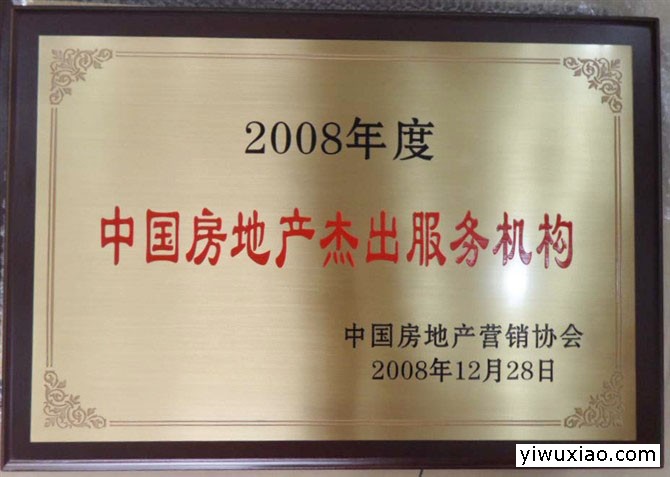 2008年度
中国房地产杰出服务机构
中国房地产营销协会
2008年12月28日
yiwuxiao.com